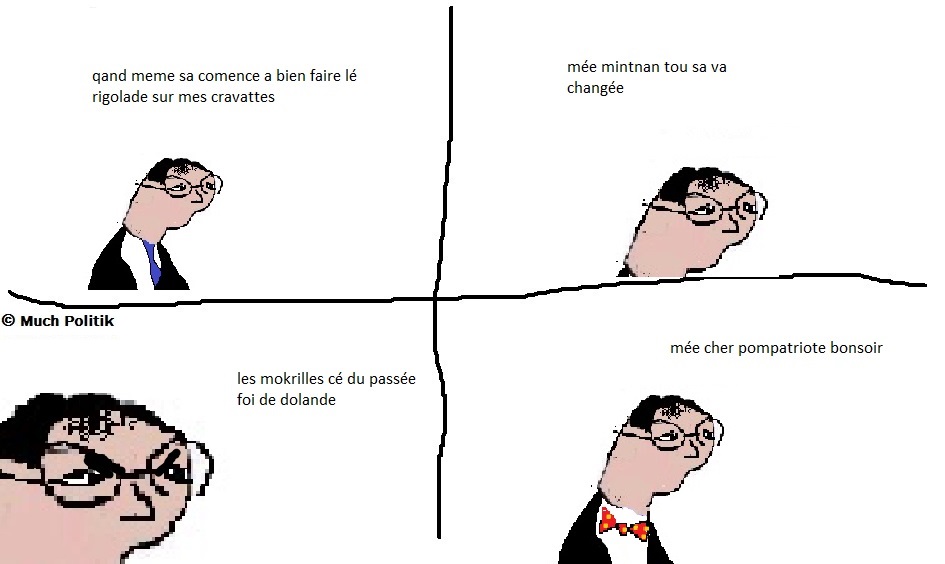 qand meme sa comence a bien faire lé
rigolade sur mes cravattes
mée mintnan tou sa va
changée
© Much Politik
les mokrilles cé du passée
foi de dolande
mée cher pompatriote bonsoir